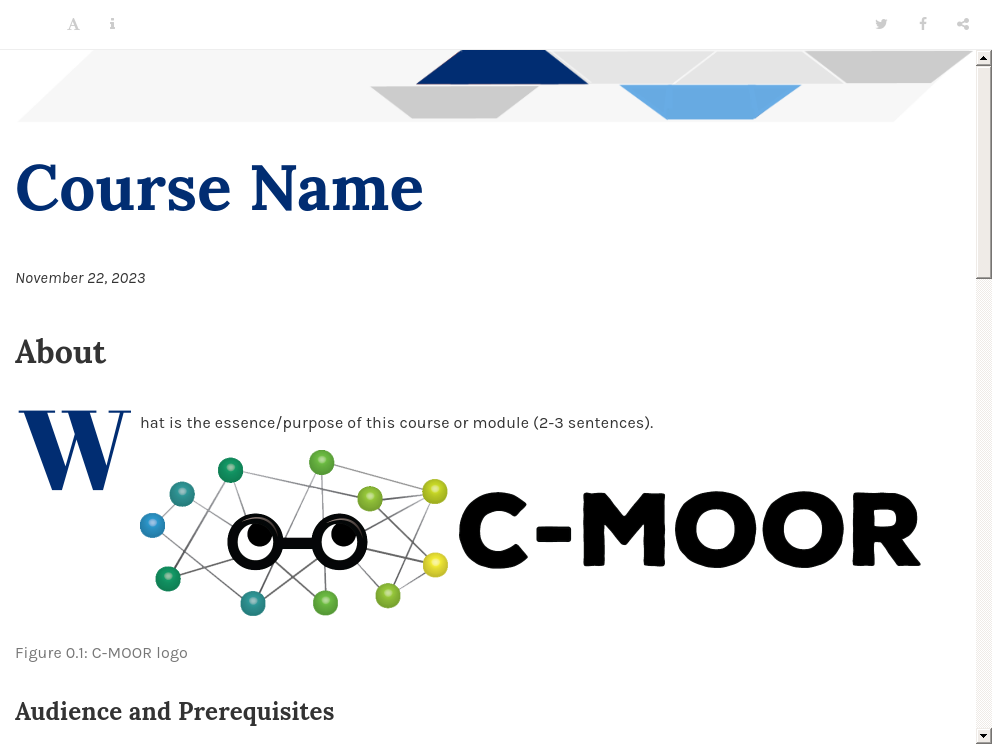 A i
Course Name
November 22, 2023
About
What is the essence/purpose of this course or module (2-3 sentences).
C-MOOR
Figure 0.1: C-MOOR logo
Audience and Prerequisites